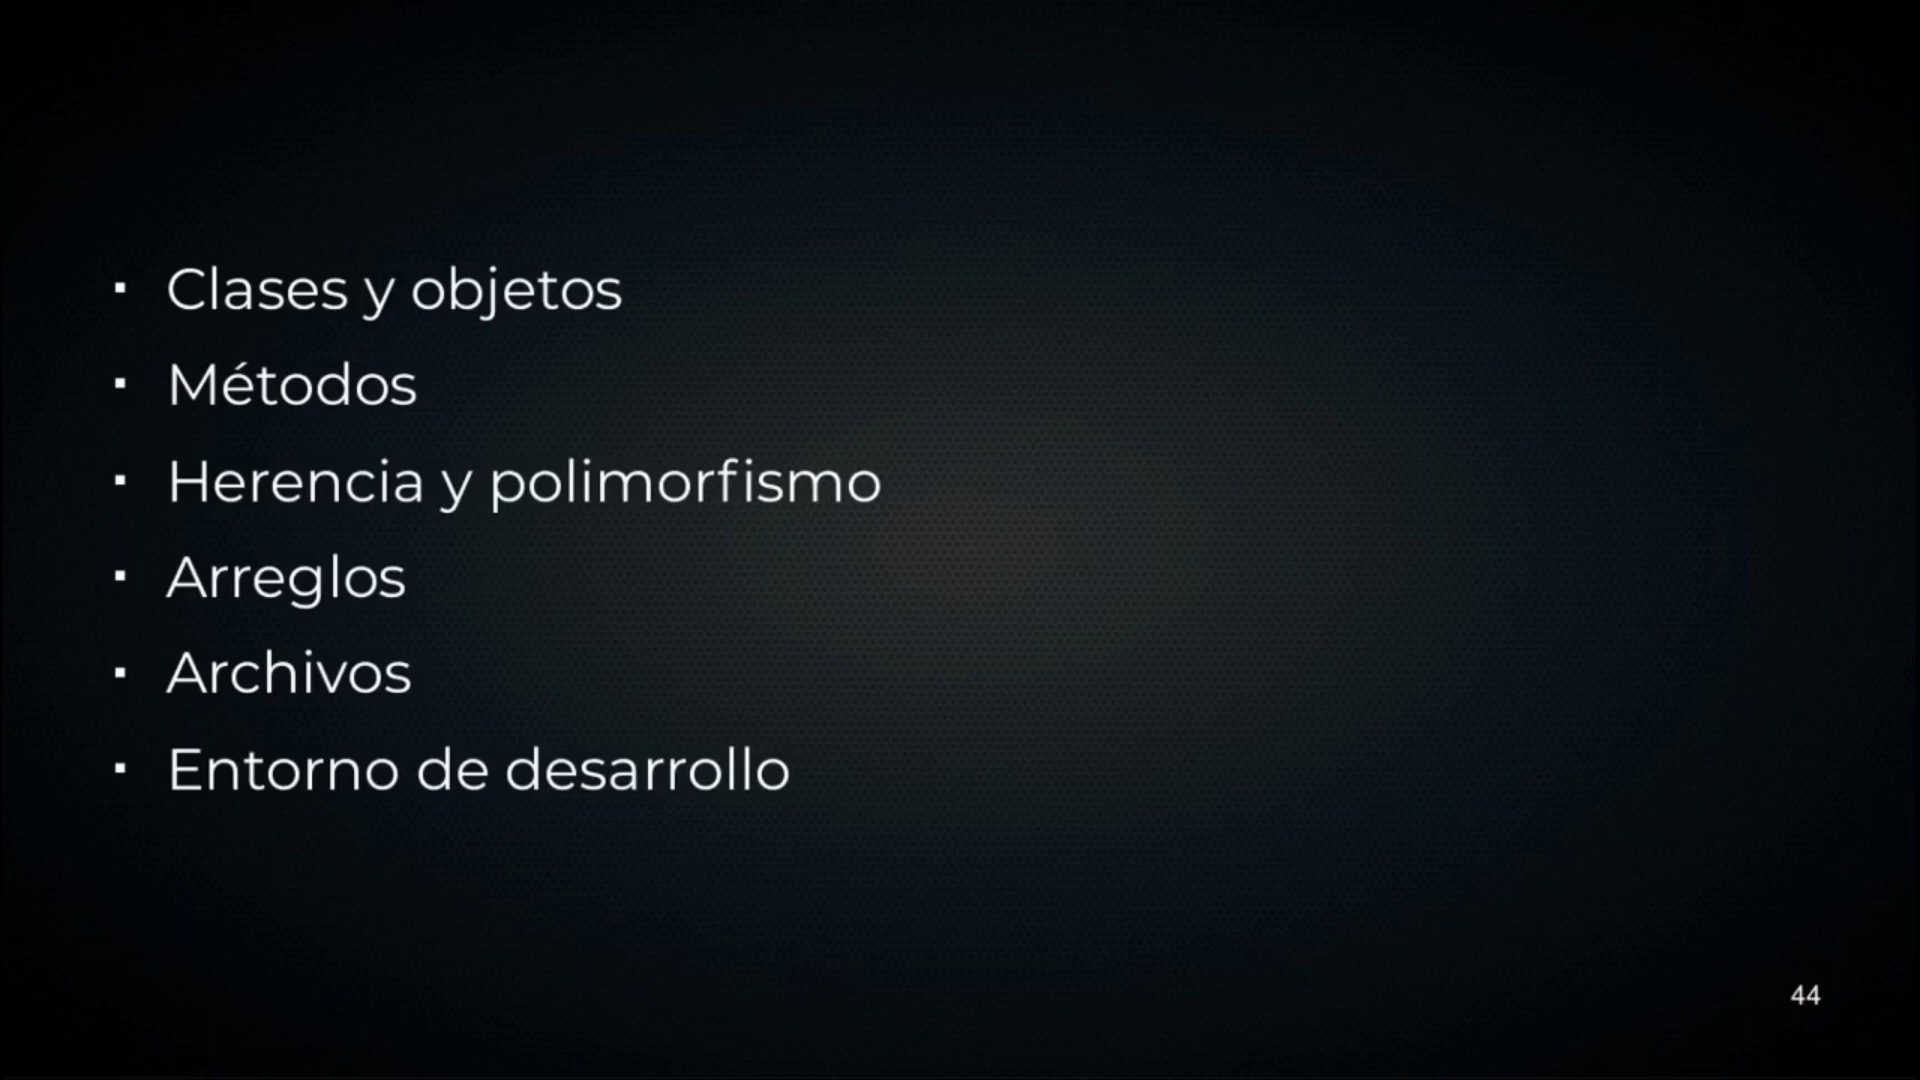 ▪ Clases y objetos
▪ Métodos
▪ Herencia y polimorfismo
▪ Arreglos
▪ Archivos
▪ Entorno de desarrollo
44